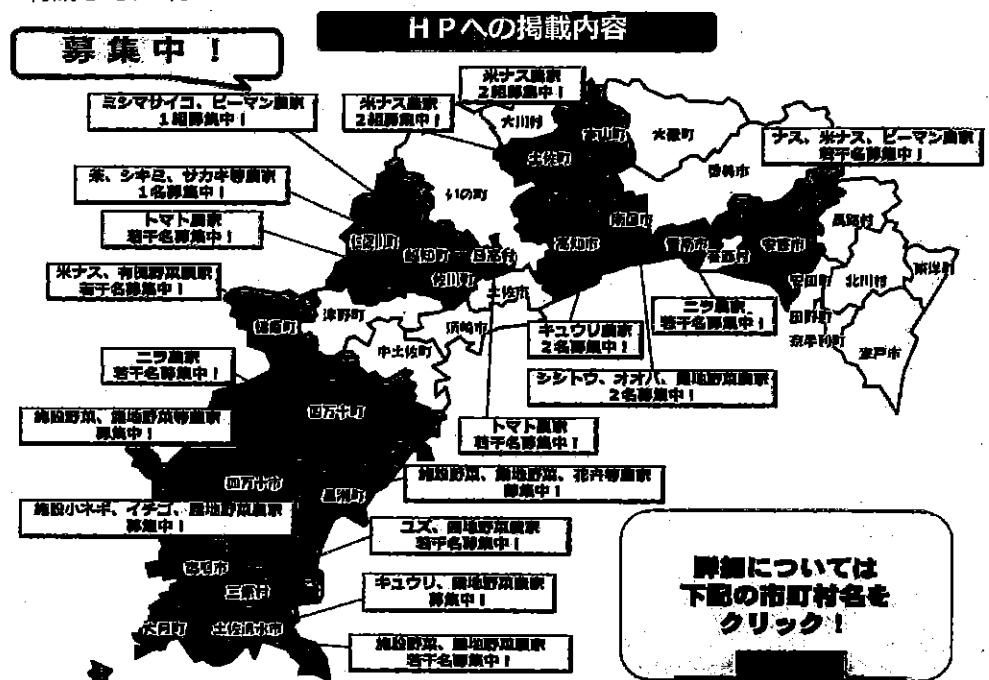 HPへの掲載内容
募集中！
米ナス農家
2組募集中！
ミシマサイコ、ピーマン農家
1組募集中！
米ナス農家
2組募集中！
大川村
本山町
大豊町
土佐町
ナス、米ナス、ピーマン農家
若干名募集中！
香美市
茶、シキミ、サカキ等農家
1名募集中！
いの町
トマト農家
若干名募集中！
仁淀川町
越知町
日高村
佐川町
高知市
南国市
香南市
芸西村
安芸市
馬路村
北川村
東洋町
安田町
田野町
奈半利町
室戸市
土佐市
米ナス、有機野菜農家
若干名募集中！
津野町
須崎市
梼原町
中土佐町
ニラ農家
若干名募集中！
キュウリ農家
2名募集中！
ニラ農家
若干名募集中！
シシトウ、オオバ、露地野菜農家
2名募集中！
四万十町
施設野菜、露地野菜等農家
募集中！
トマト農家
若干名募集中！
四万十市
黒潮町
施設野菜、露地野菜、花卉等農家
募集中！
施設小ネギ、イチゴ、露地野菜農家
募集中！
ユズ、露地野菜農家
若干名募集中！
宿毛市
三原村
キュウリ、露地野菜農家
募集中！
大月町
土佐清水市
施設野菜、露地野菜農家
若干名募集中！
詳細については
下記の市町村名を
クリック！